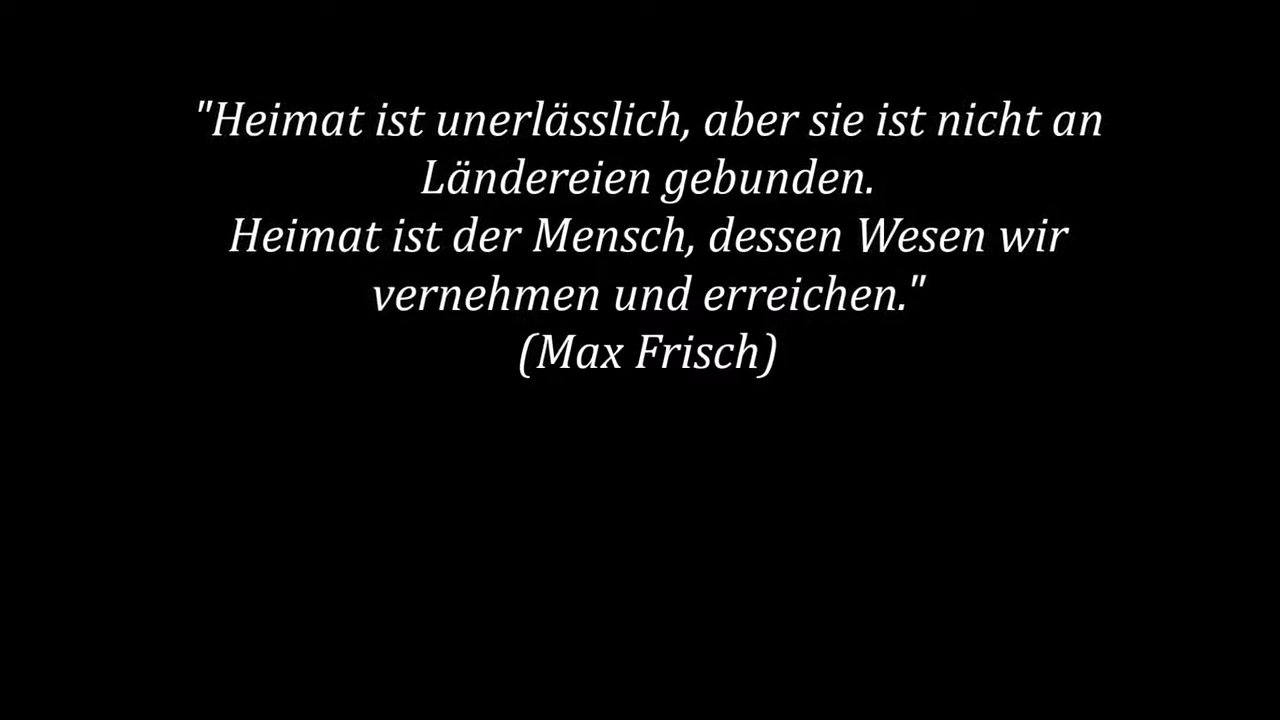 "Heimat ist unerlässlich, aber sie ist nicht an
Ländereien gebunden.
Heimat ist der Mensch, dessen Wesen wir
vernehmen und erreichen."
(Max Frisch)